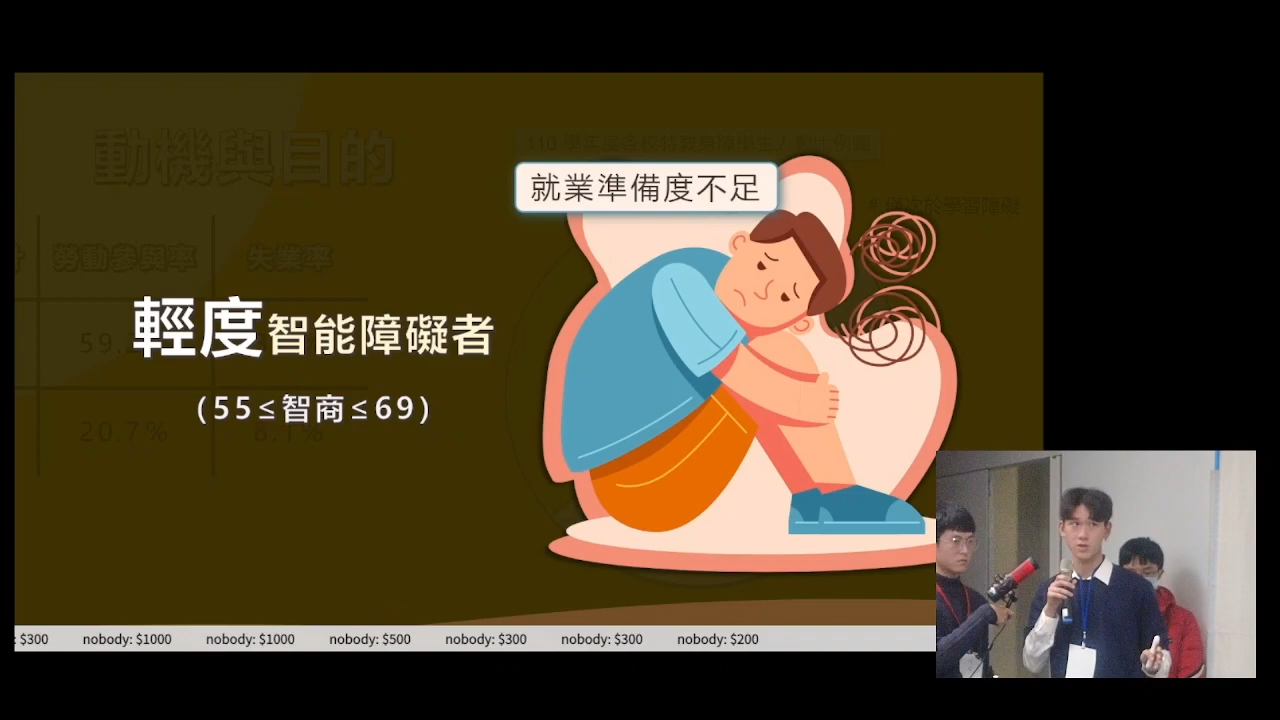 動機與目的
就業準備度不足
勞動參與率 失業率
輕度智能障礙者
(55≤智商≤69)
20.7%
: $300 nobody: $1000 nobody: $1000 nobody: $500 nobody: $300 nobody: $300 nobody: $200